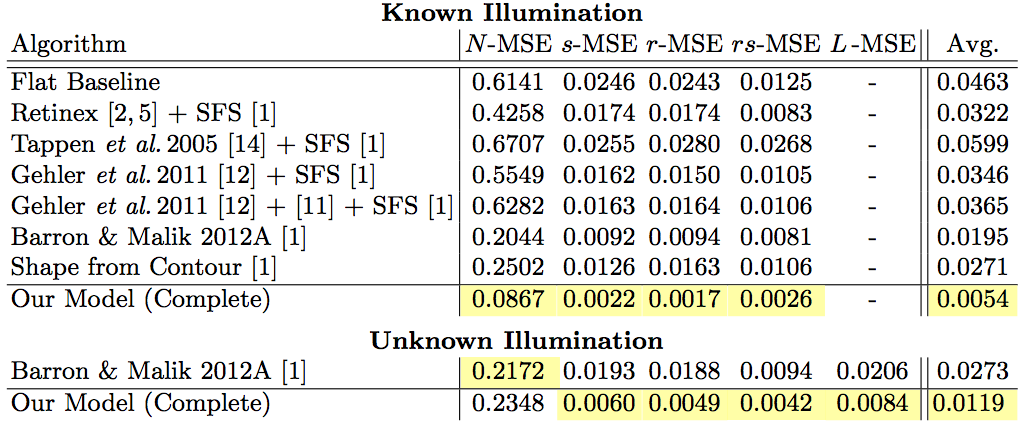 Known Illumination
Algorithm N-MSE s-MSE r-MSE rs-MSE L-MSE Avg.
Flat Baseline 0.6141 0.0246 0.0243 0.0125 - 0.0463
Retinex [2, 5] + SFS [1] 0.4258 0.0174 0.0174 0.0083 - 0.0322
Tappen et al. 2005 [14] + SFS [1] 0.6707 0.0255 0.0280 0.0268 - 0.0599
Gehler et al. 2011 [12] + SFS [1] 0.5549 0.0162 0.0150 0.0105 - 0.0346
Gehler et al. 2011 [12] + [11] + SFS [1] 0.6282 0.0163 0.0164 0.0106 - 0.0365
Barron & Malik 2012A [1] 0.2044 0.0092 0.0094 0.0081 - 0.0195
Shape from Contour [1] 0.2502 0.0126 0.0163 0.0106 - 0.0271
Our Model (Complete) 0.0867 0.0022 0.0017 0.0026 - 0.0054
Unknown Illumination
Barron & Malik 2012A [1] 0.2172 0.0193 0.0188 0.0094 0.0206 0.0273
Our Model (Complete) 0.2348 0.0060 0.0049 0.0042 0.0084 0.0119